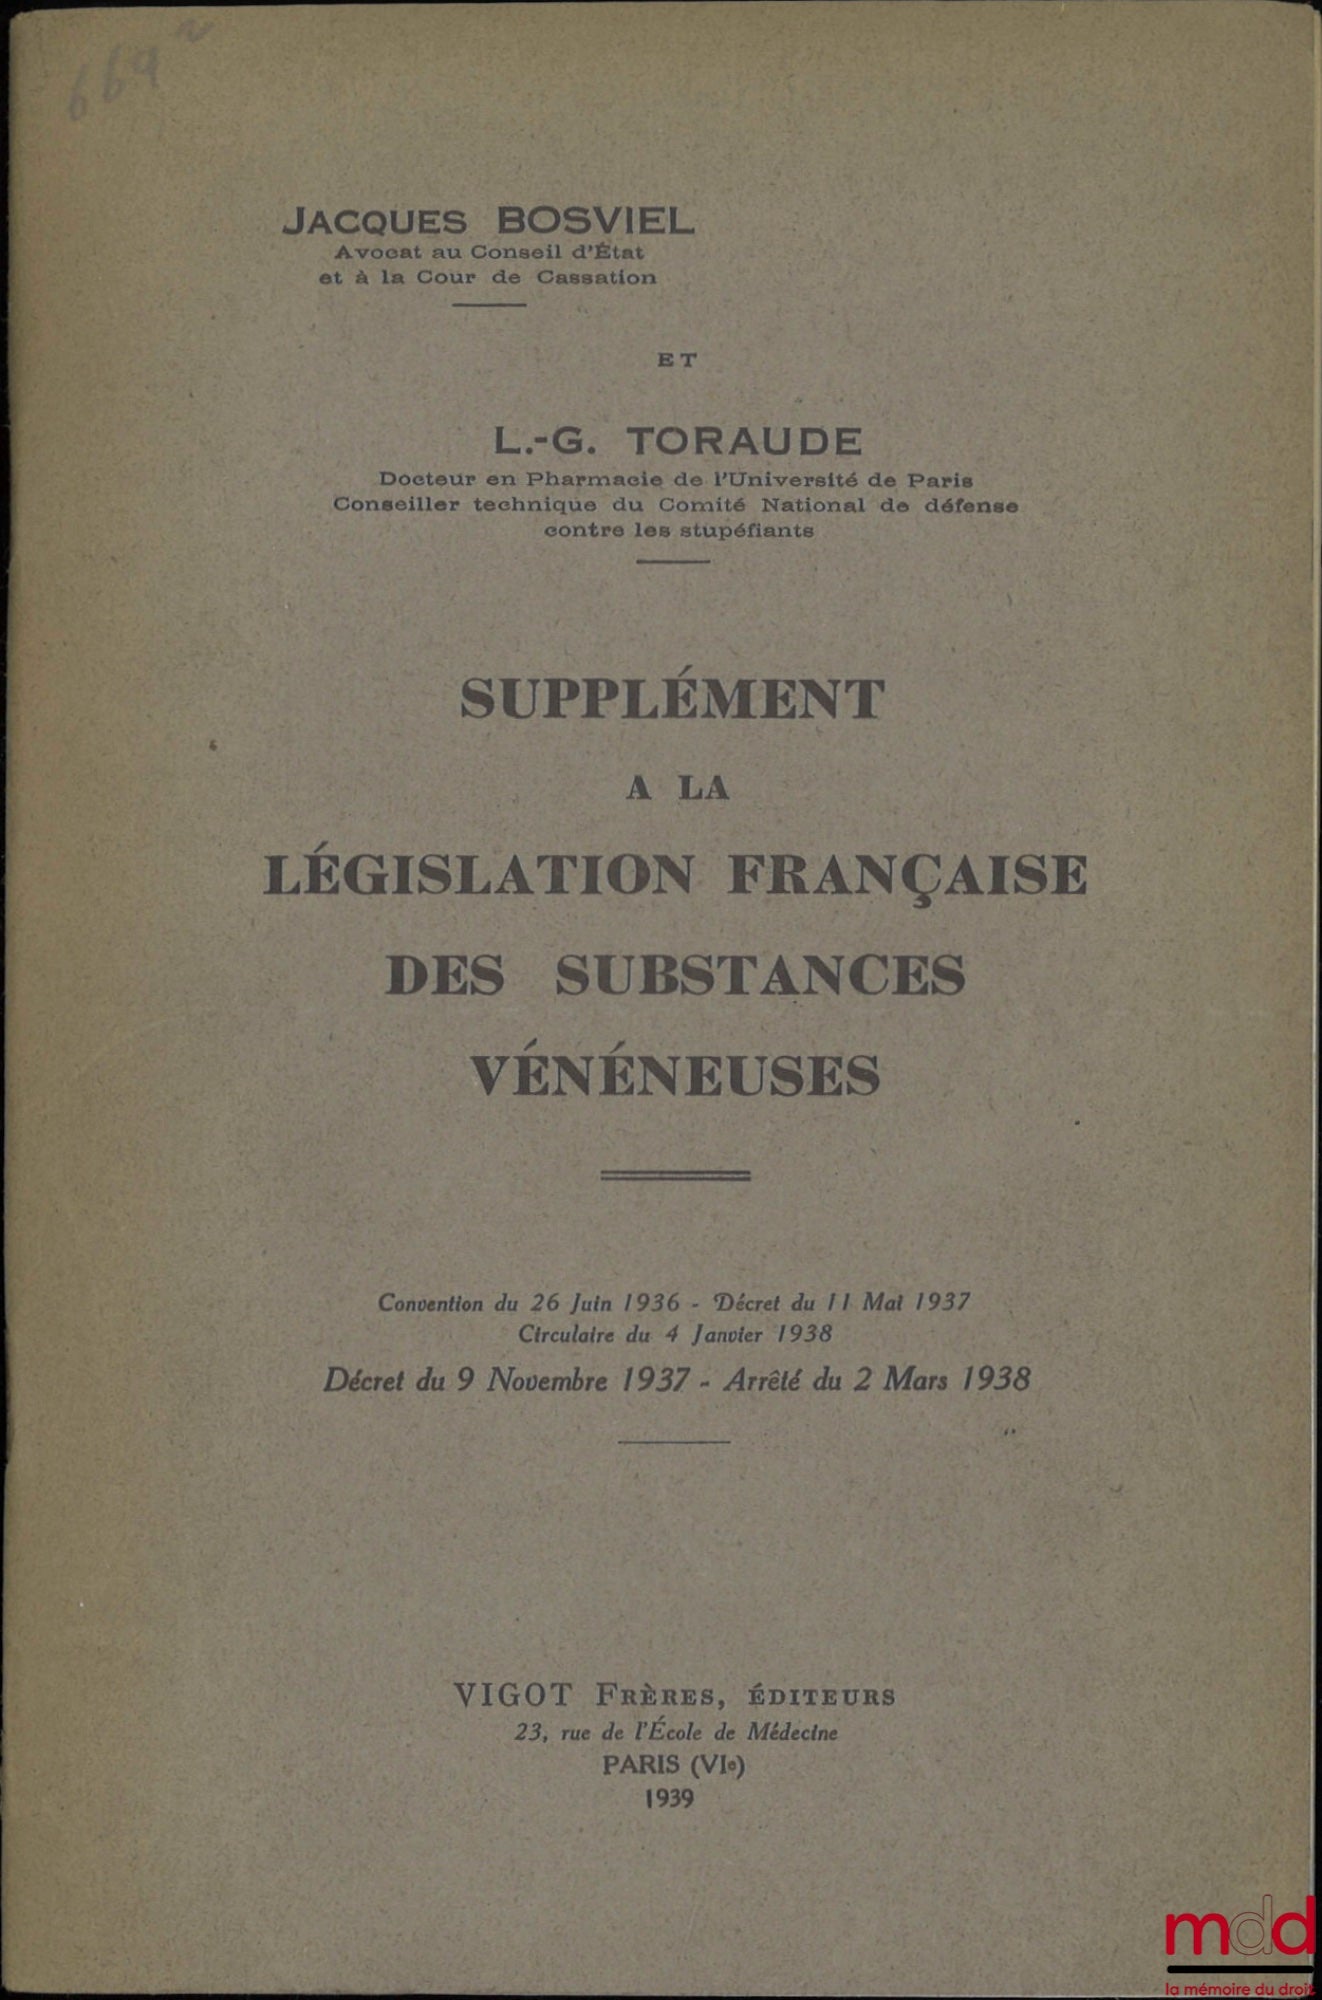 669²
JACQUES BOSVIEL
Avocat au Conseil d'État
et à la Cour de Cassation
ET
L.-G. TORAUDE
Docteur en Pharmacie de l'Université de Paris
Conseiller technique du Comité National de défense
contre les stupéfiants
SUPPLÉMENT
A LA
LÉGISLATION FRANÇAISE
DES SUBSTANCES
VÉNÉNEUSES
Convention du 26 Juin 1936 - Décret du 11 Mai 1937
Circulaire du 4 Janvier 1938
Décret du 9 Novembre 1937 - Arrêté du 2 Mars 1938
VIGOT FRÈRES, ÉDITEURS
23, rue de l'École de Médecine
PARIS (VIe)
1939
mdd
la mémoire du droit